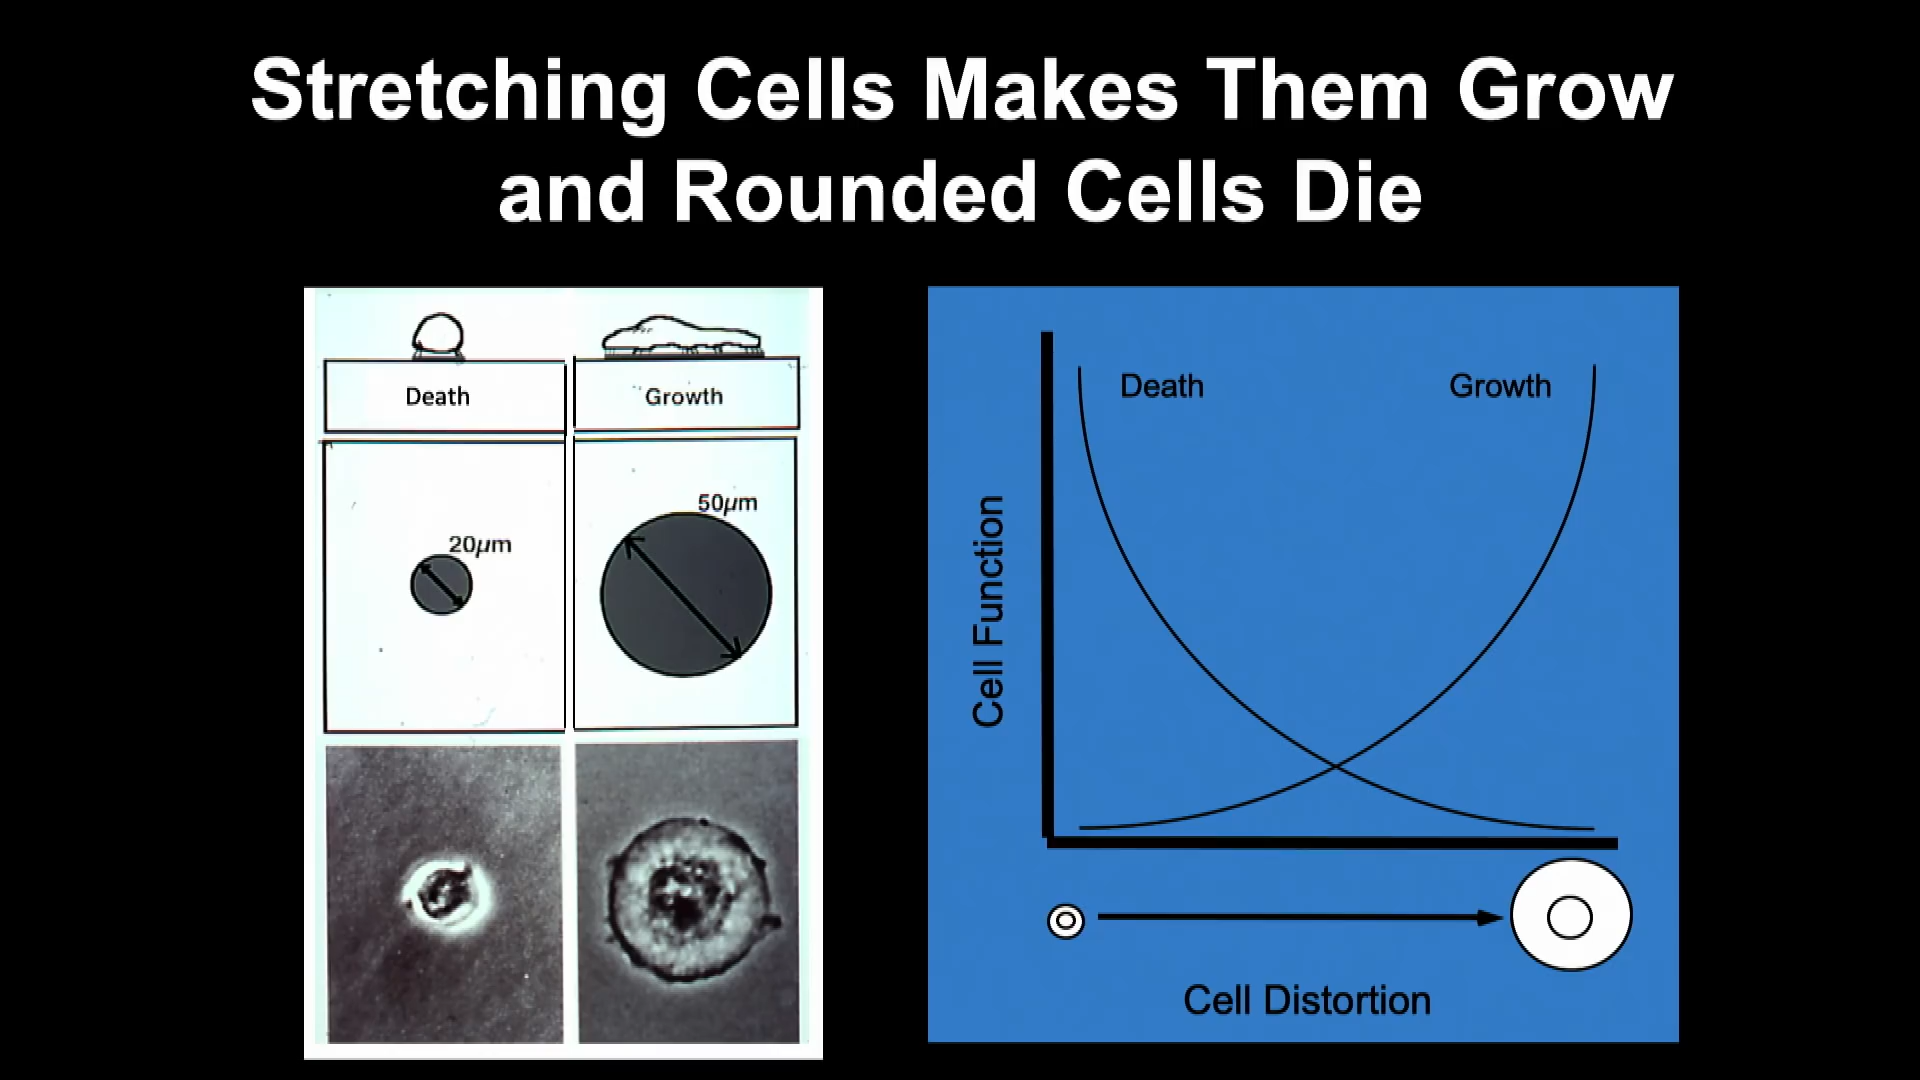 Stretching Cells Makes Them Grow
and Rounded Cells Die
Death
Growth
20μm
50μm
Death
Growth
Cell Function
Cell Distortion